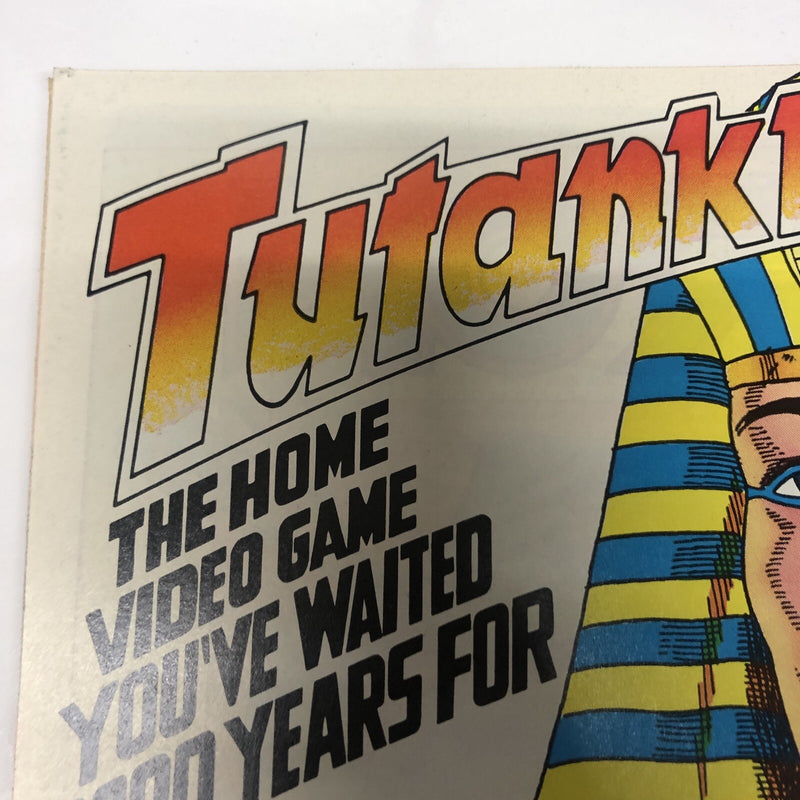 Tutank
THE HOME
VIDEO GAME
YOU'VE WAITED
YEARS FOR